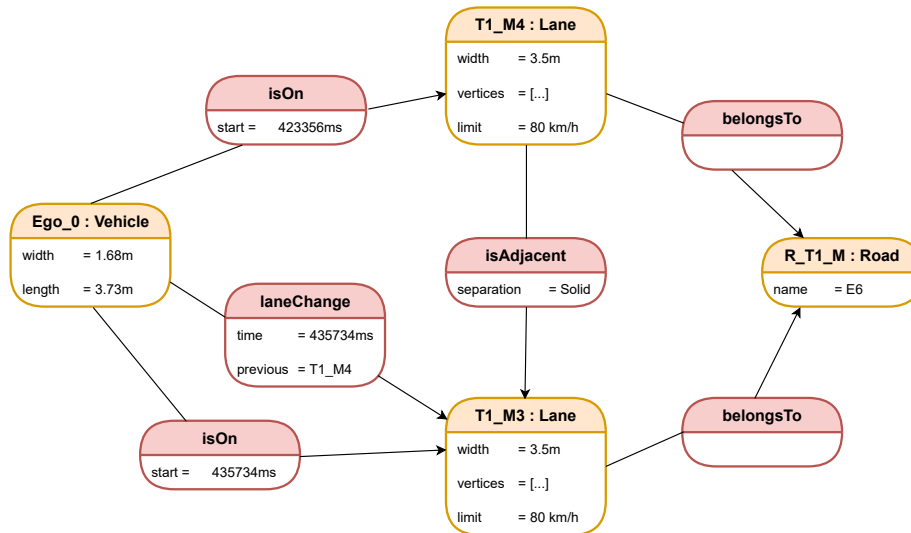 T1_M4 : Lane
width = 3.5m
vertices = [...]
limit = 80 km/h
isOn
start = 423356ms
belongsTo
Ego_0 : Vehicle
width = 1.68m
length = 3.73m
isAdjacent
separation = Solid
R_T1_M : Road
name = E6
laneChange
time = 435734ms
previous = T1_M4
isOn
start = 435734ms
T1_M3 : Lane
width = 3.5m
vertices = [...]
limit = 80 km/h
belongsTo